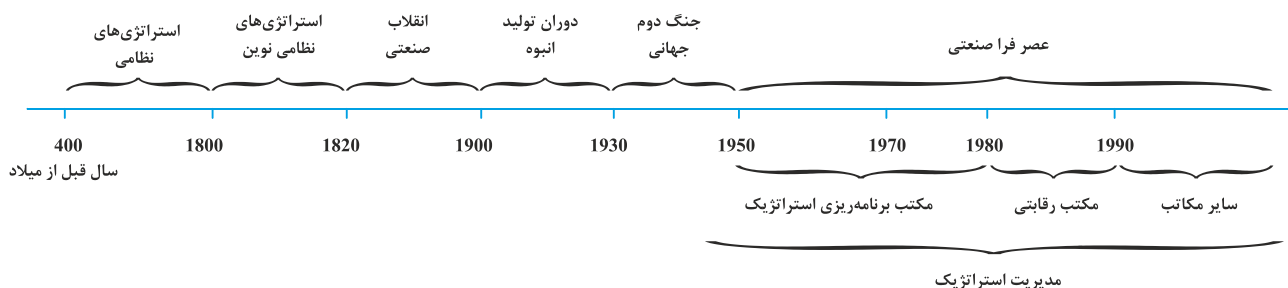 استراتژی‌های
نظامی
استراتژی‌های
نظامی نوین
انقلاب
صنعتی
دوران تولید
انبوه
جنگ دوم
جهانی
عصر فرا صنعتی
400
1800
1820
1900
1930
1950
1970
1980
1990
سال قبل از میلاد
مکتب برنامه‌ریزی استراتژیک
مکتب رقابتی
سایر مکاتب
مدیریت استراتژیک